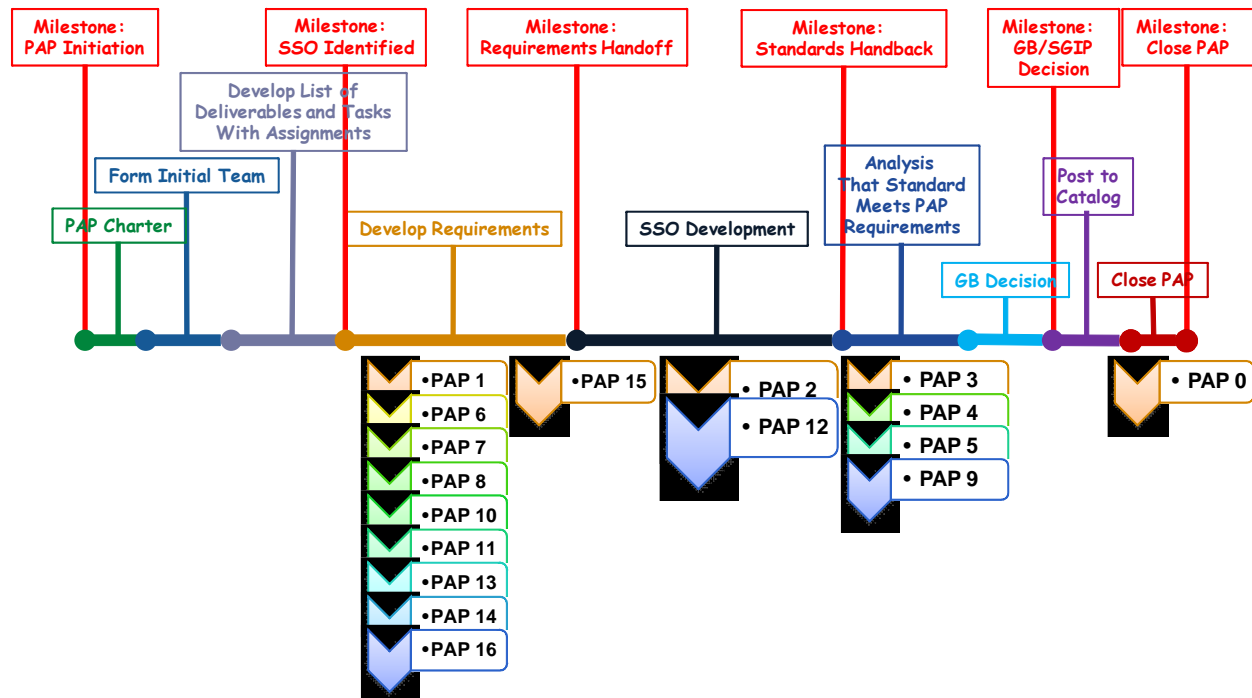 Milestone:
PAP Initiation
Milestone:
SSO Identified
Milestone:
Requirements Handoff
Milestone:
Standards Handback
Milestone:
GB/SGIP
Decision
Milestone:
Close PAP
Develop List of
Deliverables and Tasks
With Assignments
Form Initial Team
PAP Charter
Develop Requirements
SSO Development
Analysis
That Standard
Meets PAP
Requirements
Post to
Catalog
GB Decision
Close PAP
•PAP 1
•PAP 6
•PAP 7
•PAP 8
•PAP 10
•PAP 11
•PAP 13
•PAP 14
•PAP 16
•PAP 15
• PAP 2
• PAP 12
• PAP 3
• PAP 4
• PAP 5
• PAP 9
• PAP 0